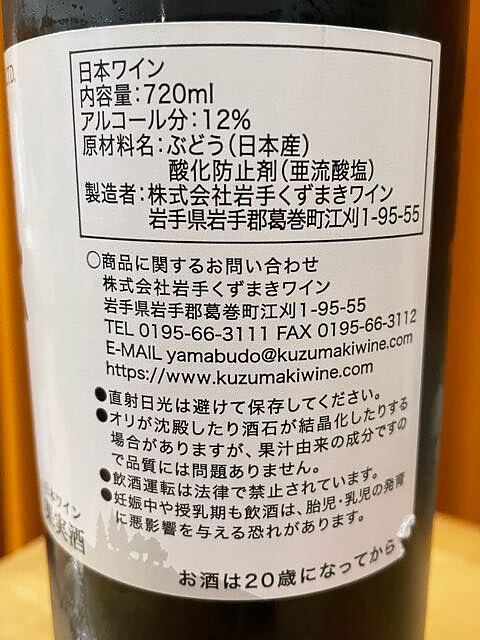 日本ワイン
内容量:720ml
アルコール分:12%
原材料名:ぶどう(日本産)
酸化防止剤(亜流酸塩)
製造者:株式会社岩手くずまきワイン
岩手県岩手郡葛巻町江刈1-95-55
○商品に関するお問い合わせ
株式会社岩手くずまきワイン
岩手県岩手郡葛巻町江刈1-95-55
TEL 0195-66-3111 FAX 0195-66-3112
E-MAIL yamabudo@kuzumakiwine.com
https://www.kuzumakiwine.com
●直射日光は避けて保存してください。
●オリが沈殿したり酒石が結晶化したりする
場合がありますが、果汁由来の成分ですの
で品質には問題ありません。
●飲酒運転は法律で禁止されています。
●妊娠中や授乳期も飲酒は、胎児・乳児の発育
に悪影響を与える恐れがあります。
日本ワイン
果実酒
お酒は20歳になってから